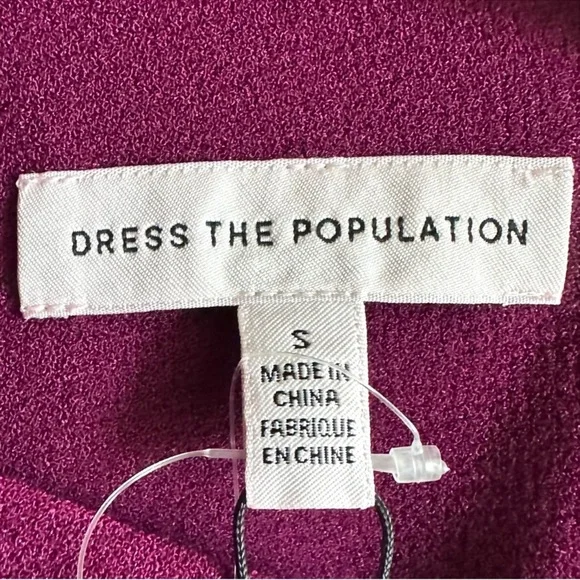 DRESS THE POPULATION
S
MADE IN
CHINA
FABRIQUE
EN CHINE